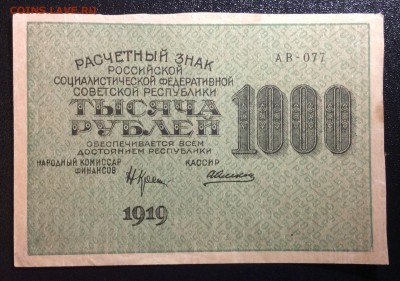 COINS.LAVE.RU
РАСЧЕТНЫЙ ЗНАК
РОССИЙСКОЙ
СОЦИАЛИСТИЧЕСКОЙ ФЕДЕРАТИВНОЙ
СОВЕТСКОЙ РЕСПУБЛИКИ
АВ-077
ТЫСЯЧА
РУБЛЕЙ
1000
ОБЕСПЕЧИВАЕТСЯ ВСЕМ
ДОСТОЯНИЕМ РЕСПУБЛИКИ
НАРОДНЫЙ КОМИССАР
ФИНАНСОВ
КАССИР
1919